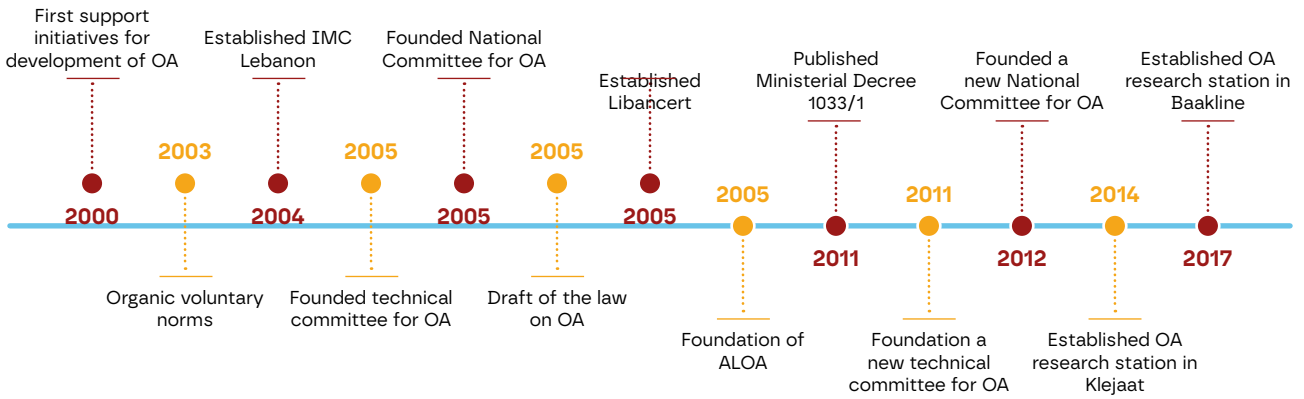 First support
initiatives for
development of OA
2000
2003
Organic voluntary
norms
Established IMC
Lebanon
2004
2005
Founded technical
committee for OA
Founded National
Committee for OA
2005
2005
Draft of the law
on OA
Established
Libancert
2005
2005
Foundation of
ALOA
Published
Ministerial Decree
1033/1
2011
2011
Foundation a
new technical
committee for OA
Founded a
new National
Committee for OA
2012
2014
Established OA
research station in
Klejaat
Established OA
research station in
Baakline
2017